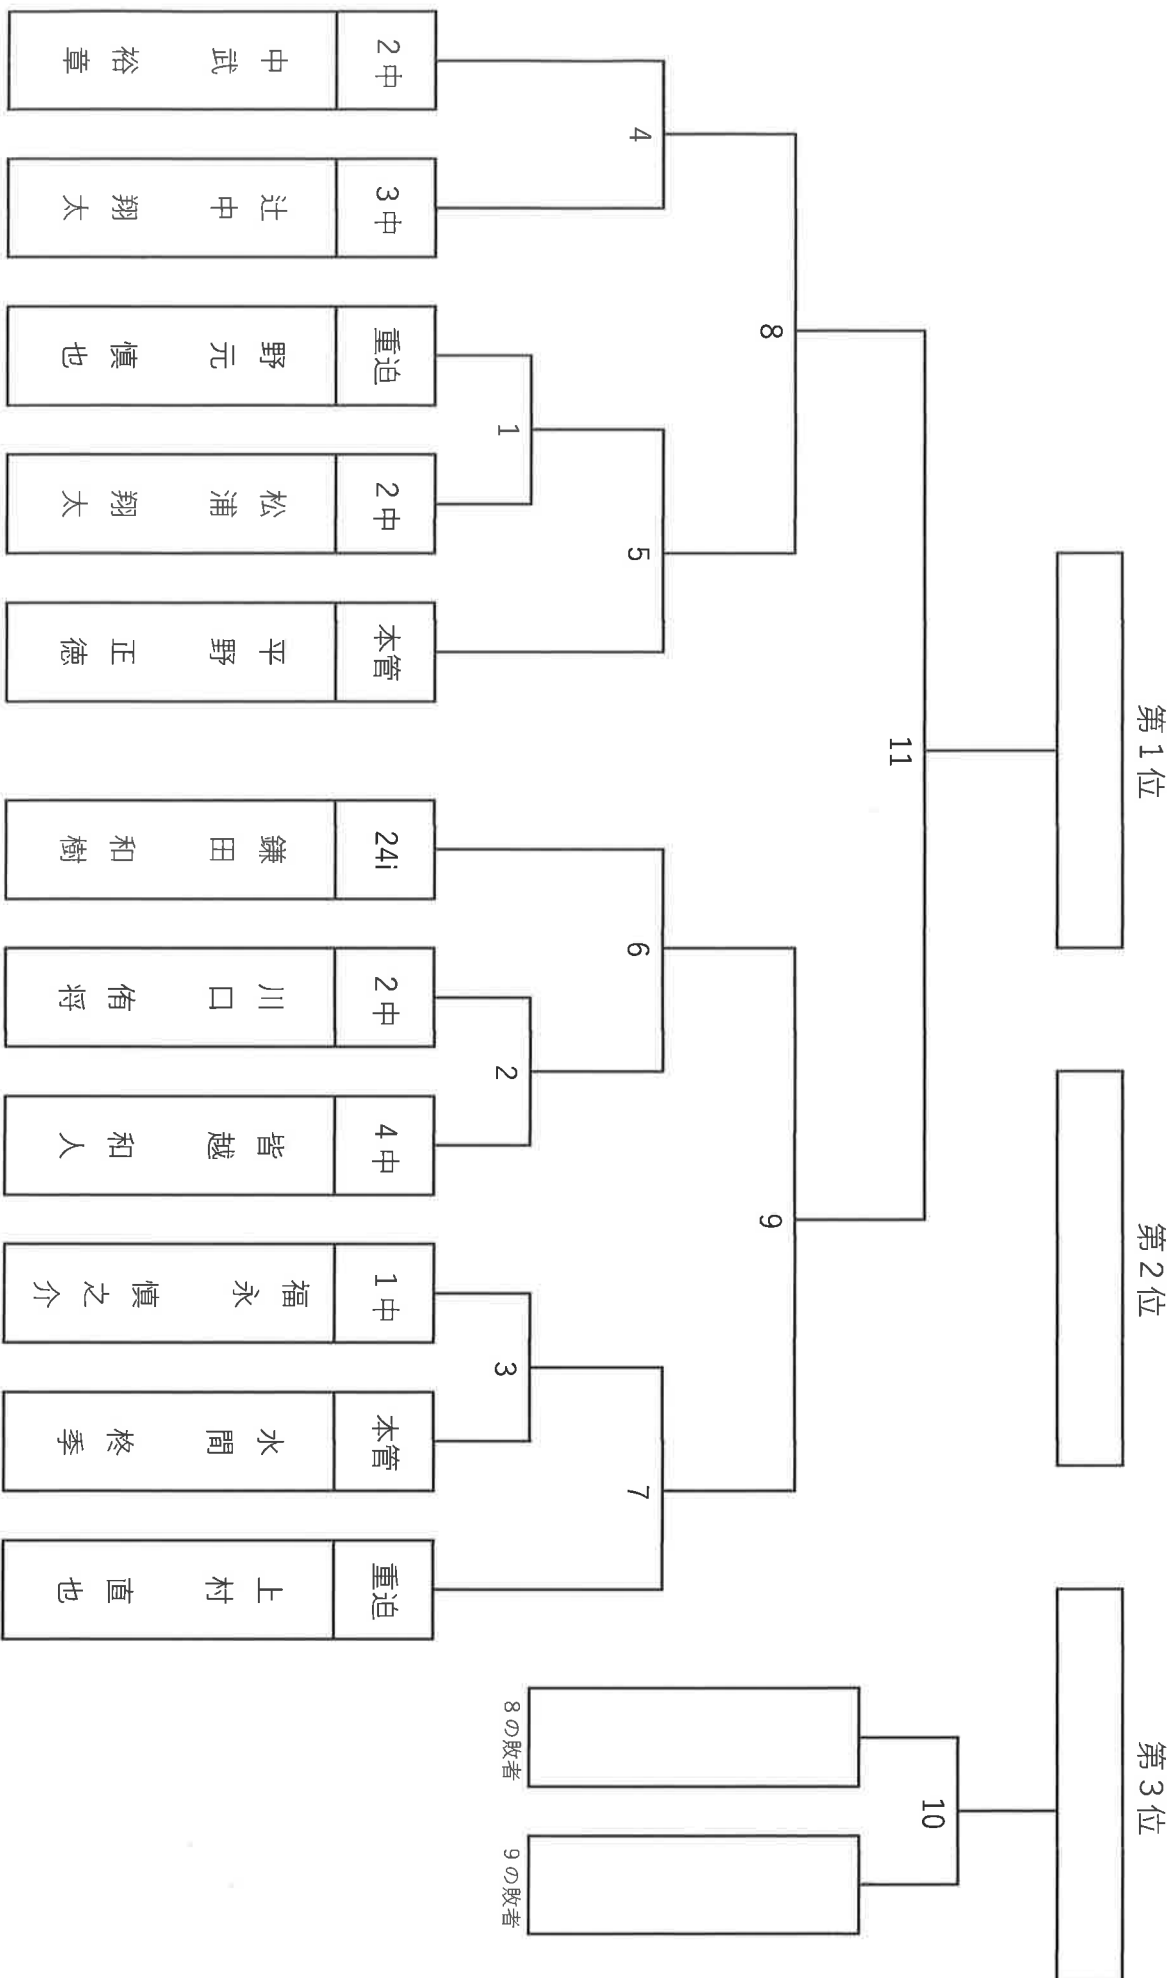 第1位
第2位
第3位
11
8
9
10
4
5
6
7
1
2
3
8の敗者
9の敗者
2中
中武 裕章
3中
辻中 翔太
重迫
野元 慎也
2中
松浦 翔太
本管
平野 正徳
24i
鎌田 和樹
2中
川口 侑将
4中
皆越 和人
1中
福永 慎之介
本管
水間 柊季
重迫
上村 直也